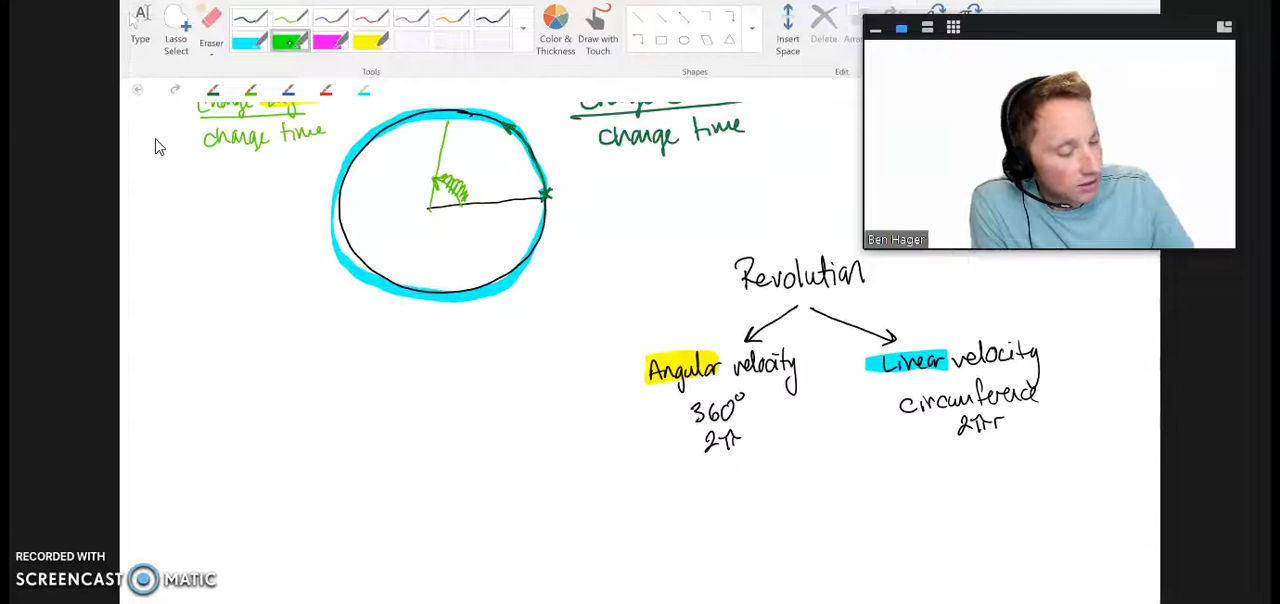 Type
Lasso
Select
Eraser
Color &
Thickness
Draw with
Touch
Insert
Space
Delete
Tools
Shapes
Edit
change
change time
change time
Ben Hager
Revolution
Angular velocity
360°
2π
Linear velocity
circumference
2πr
RECORDED WITH
SCREENCAST MATIC